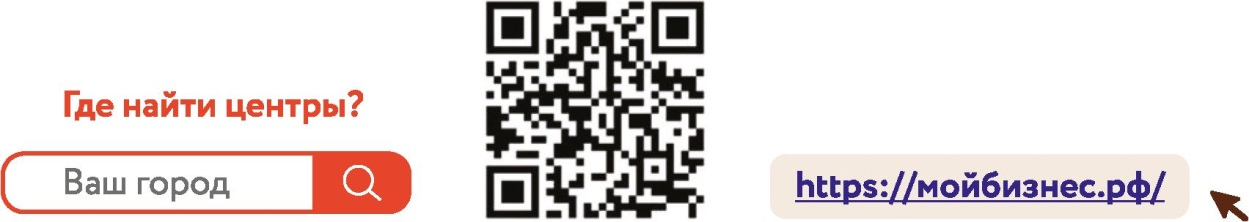 Где найти центры?
Ваш город
https://мойбизнес.рф/